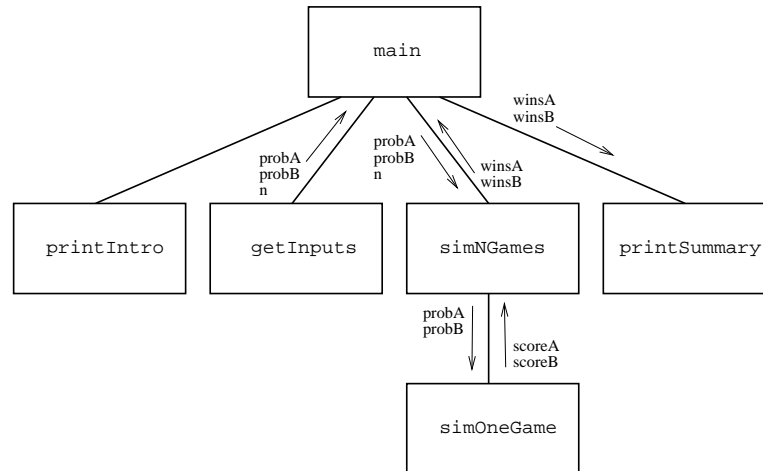 main
winsA
winsB
probA
probB
n
probA
probB
n
winsA
winsB
printIntro
getInputs
simNGames
printSummary
probA
probB
scoreA
scoreB
simOneGame